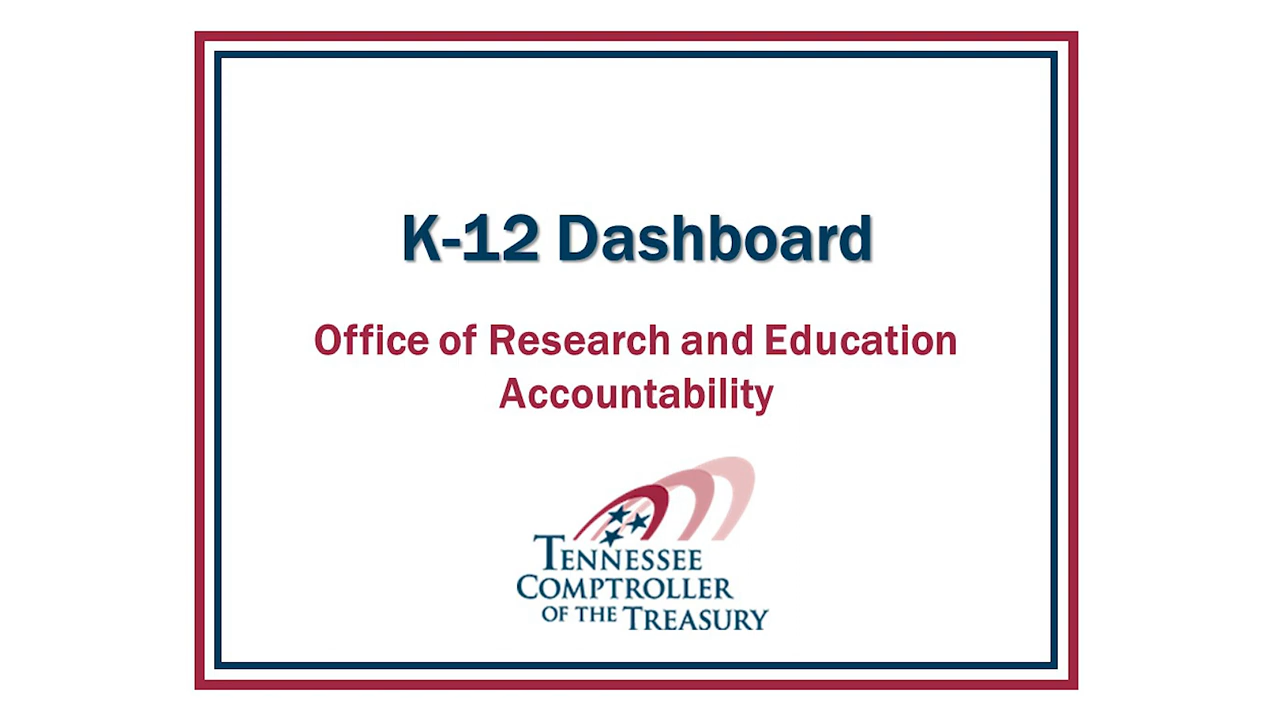 K-12 Dashboard
Office of Research and Education
Accountability
TENNESSEE
COMPTROLLER
OF THE TREASURY